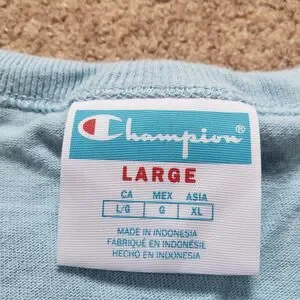 Champion®
LARGE
CA MEX ASIA
L/G G XL
MADE IN INDONESIA
FABRIQUÉ EN INDONÉSIE
HECHO EN INDONESIA